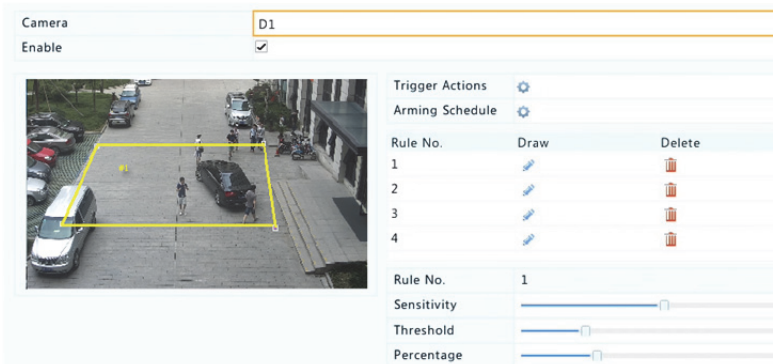 Camera D1
Enable
#1
Trigger Actions
Arming Schedule
Rule No. Draw Delete
1
2
3
4
Rule No. 1
Sensitivity
Threshold
Percentage